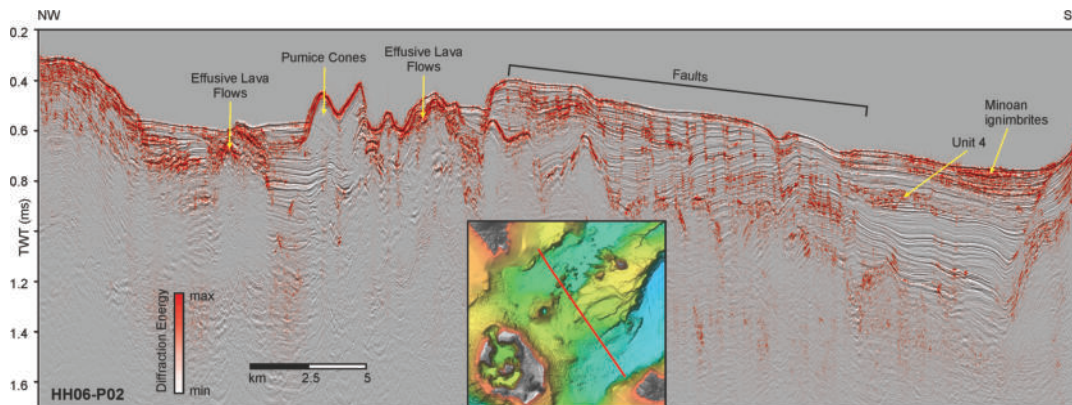 NW
S
0.2
0.4
0.6
0.8
1.0
1.2
1.4
1.6
TWT (ms)
Effusive Lava
Flows
Pumice Cones
Effusive Lava
Flows
Faults
Minoan
ignimbrites
Unit 4
Diffraction Energy
max
min
km
2.5
5
HH06-P02